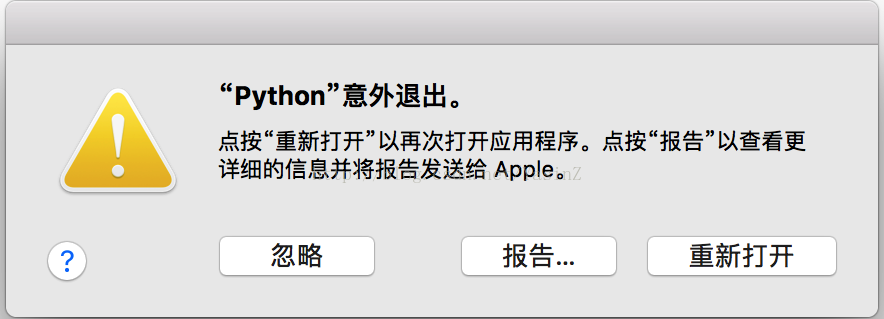 “Python”意外退出。
点按“重新打开”以再次打开应用程序。点按“报告”以查看更
详细的信息并将报告发送给 Apple。
?
忽略
报告...
重新打开